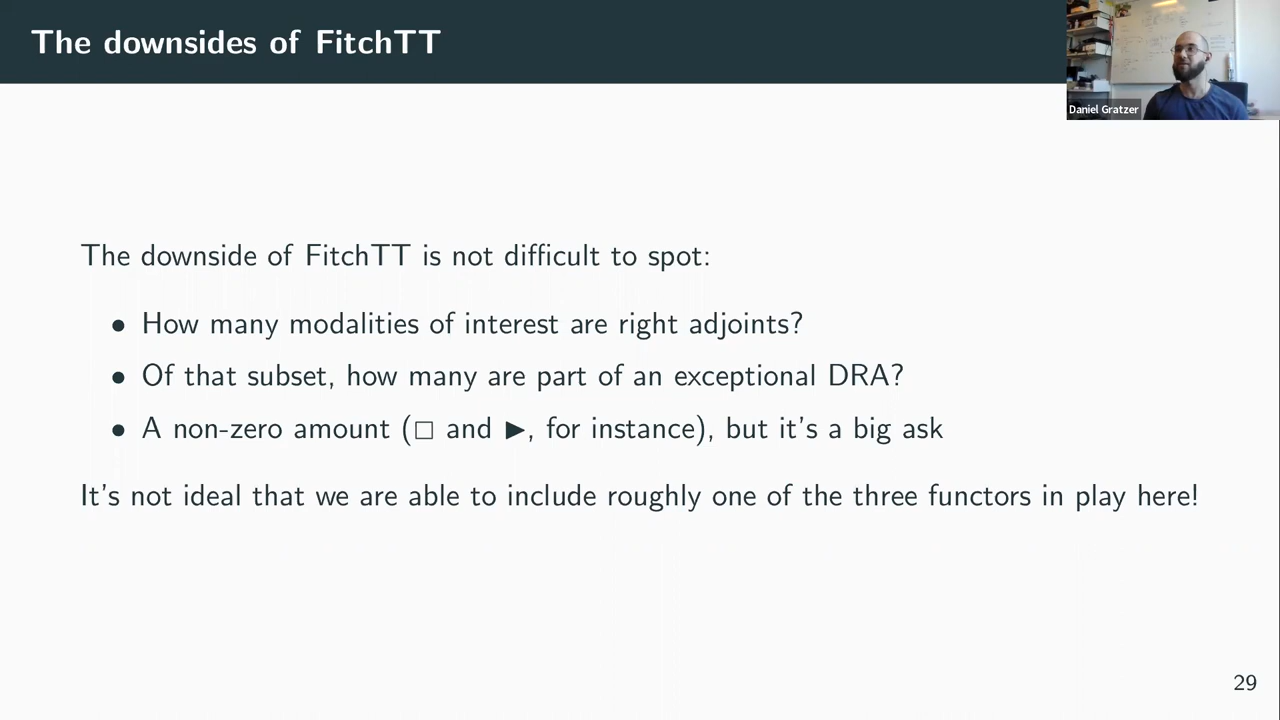 The downsides of FitchTT
Daniel Gratzer
The downside of FitchTT is not difficult to spot:
• How many modalities of interest are right adjoints?
• Of that subset, how many are part of an exceptional DRA?
• A non-zero amount (□ and ▶, for instance), but it's a big ask
It's not ideal that we are able to include roughly one of the three functors in play here!
29